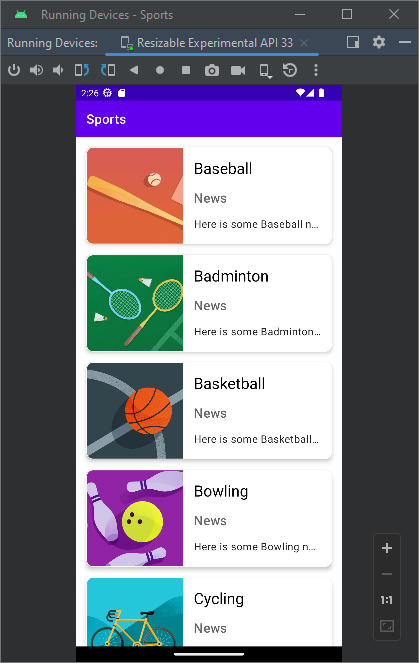 Running Devices - Sports
Running Devices:
Resizable Experimental API 33
2:26
Sports
Baseball
News
Here is some Baseball n...
Badminton
News
Here is some Badminton...
Basketball
News
Here is some Basketball...
Bowling
News
Here is some Bowling n...
Cycling
News
1:1